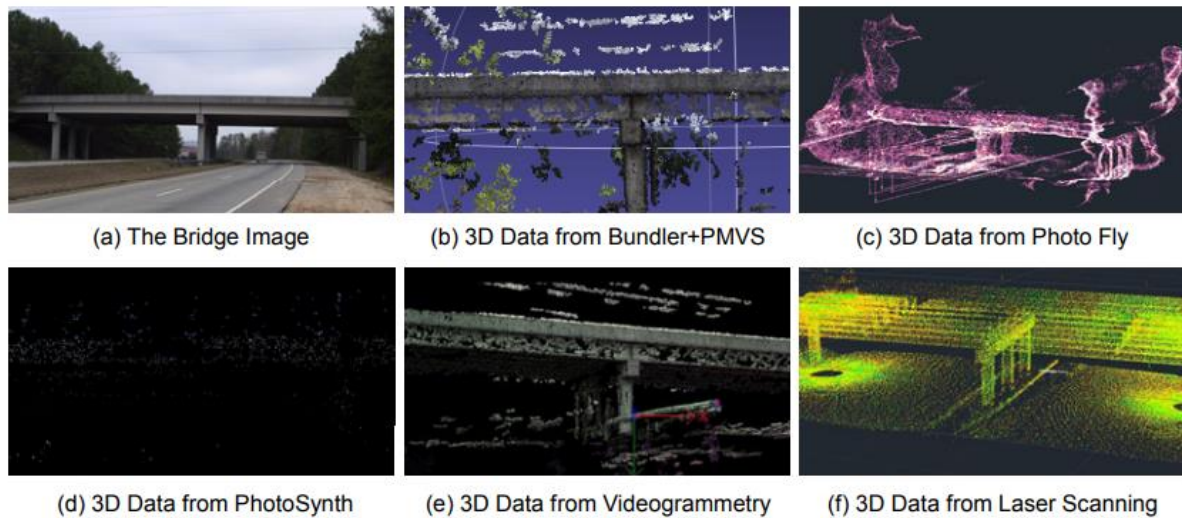 (a) The Bridge Image
(b) 3D Data from Bundler+PMVS
(c) 3D Data from Photo Fly
(d) 3D Data from PhotoSynth
(e) 3D Data from Videogrammetry
(f) 3D Data from Laser Scanning